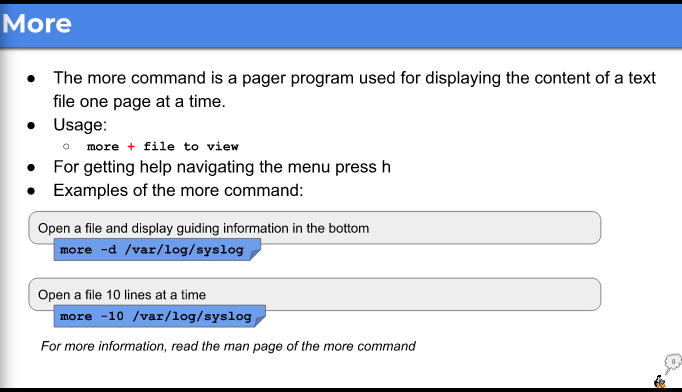 More
● The more command is a pager program used for displaying the content of a text
file one page at a time.
● Usage:
○ more + file to view
● For getting help navigating the menu press h
● Examples of the more command:
Open a file and display guiding information in the bottom
more -d /var/log/syslog
Open a file 10 lines at a time
more -10 /var/log/syslog
For more information, read the man page of the more command
8